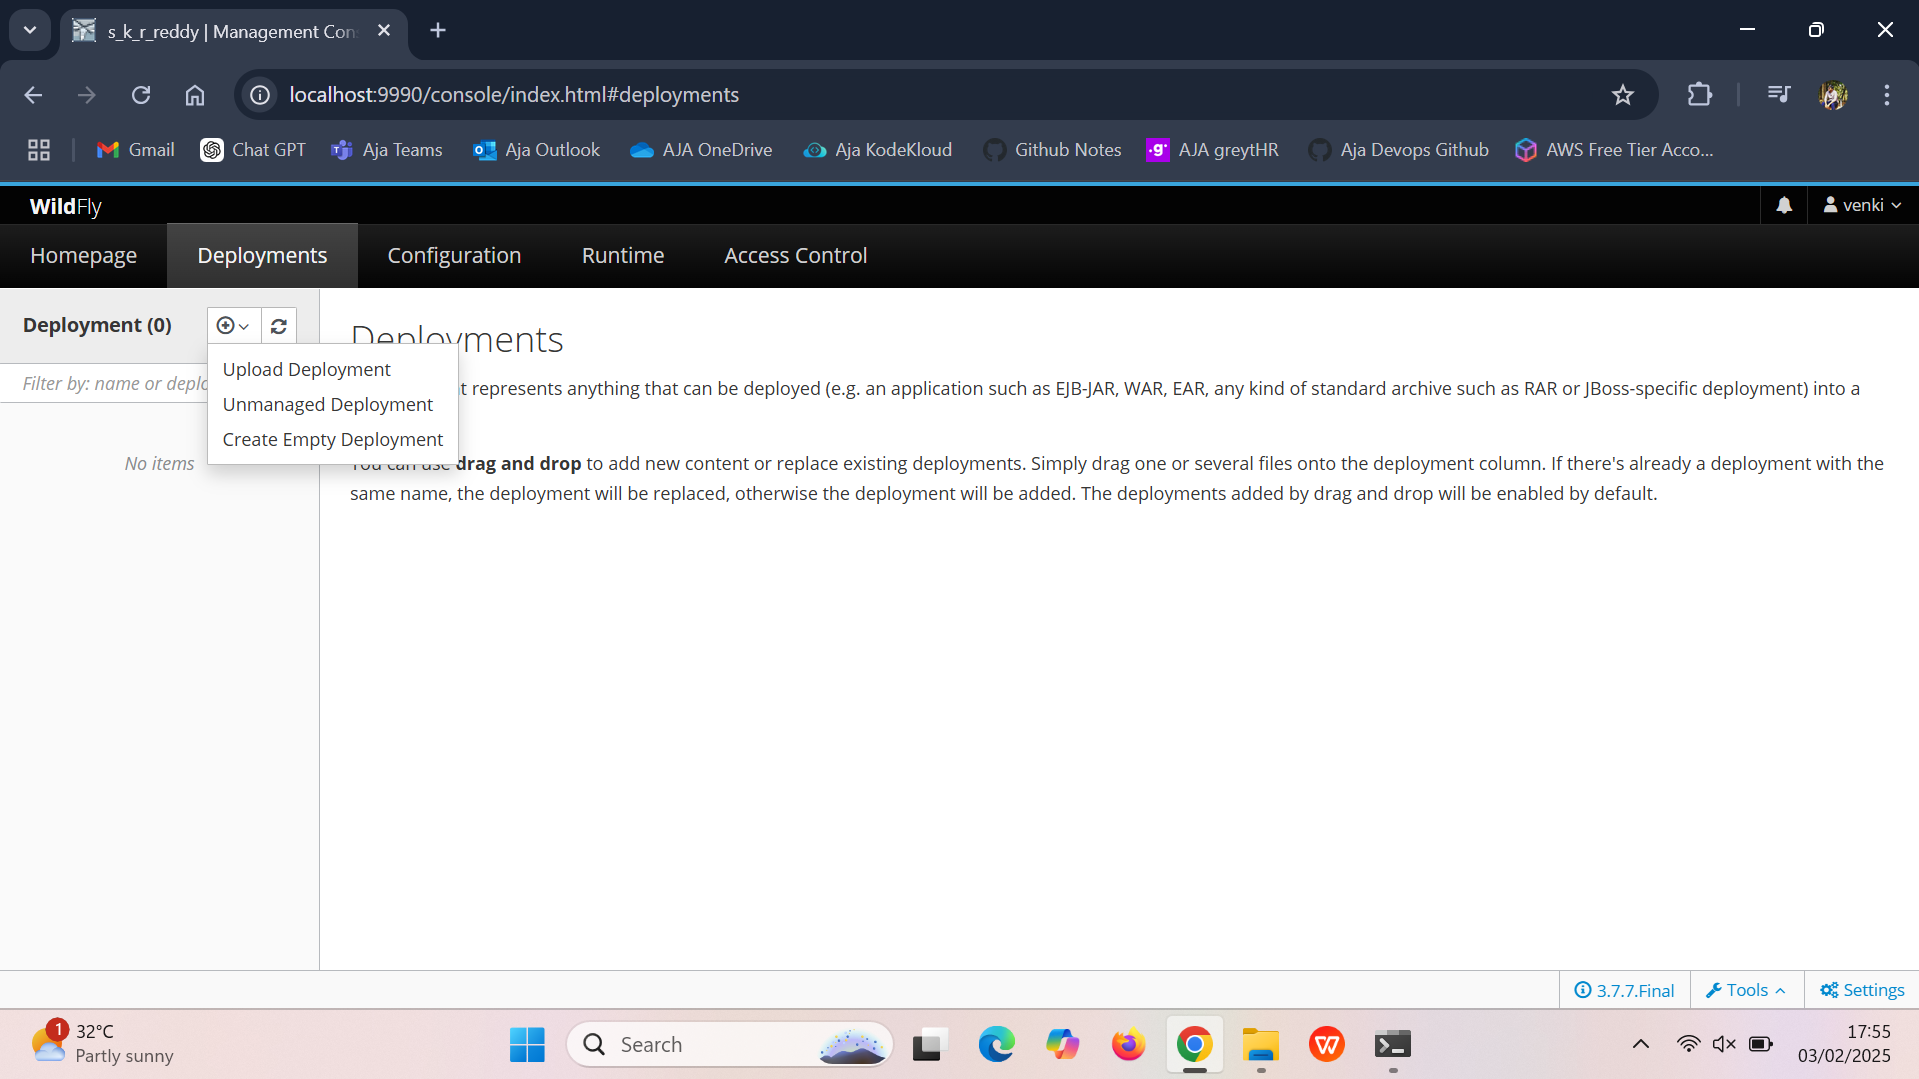 s_k_r_reddy | Management Con
localhost:9990/console/index.html#deployments
Gmail Chat GPT Aja Teams Aja Outlook AJA OneDrive Aja KodeKloud Github Notes AJA greytHR Aja Devops Github AWS Free Tier Acco...
WildFly
venki
Homepage Deployments Configuration Runtime Access Control
Deployment (0)
Deployments
Filter by: name or deplo
Upload Deployment
Unmanaged Deployment
Create Empty Deployment
No items
t represents anything that can be deployed (e.g. an application such as EJB-JAR, WAR, EAR, any kind of standard archive such as RAR or JBoss-specific deployment) into a
You can use drag and drop to add new content or replace existing deployments. Simply drag one or several files onto the deployment column. If there's already a deployment with the
same name, the deployment will be replaced, otherwise the deployment will be added. The deployments added by drag and drop will be enabled by default.
3.7.7.Final Tools Settings
1
32°C
Partly sunny
Search
17:55
03/02/2025